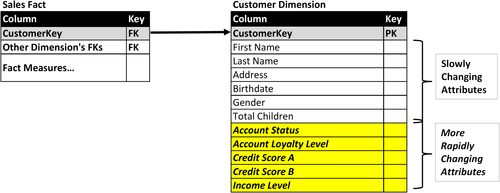 Sales Fact
Column Key
CustomerKey FK
Other Dimension's FKs FK
Fact Measures...
Customer Dimension
Column Key
CustomerKey PK
First Name
Last Name
Address
Birthdate
Gender
Total Children
Account Status
Account Loyalty Level
Credit Score A
Credit Score B
Income Level
Slowly
Changing
Attributes
More
Rapidly
Changing
Attributes